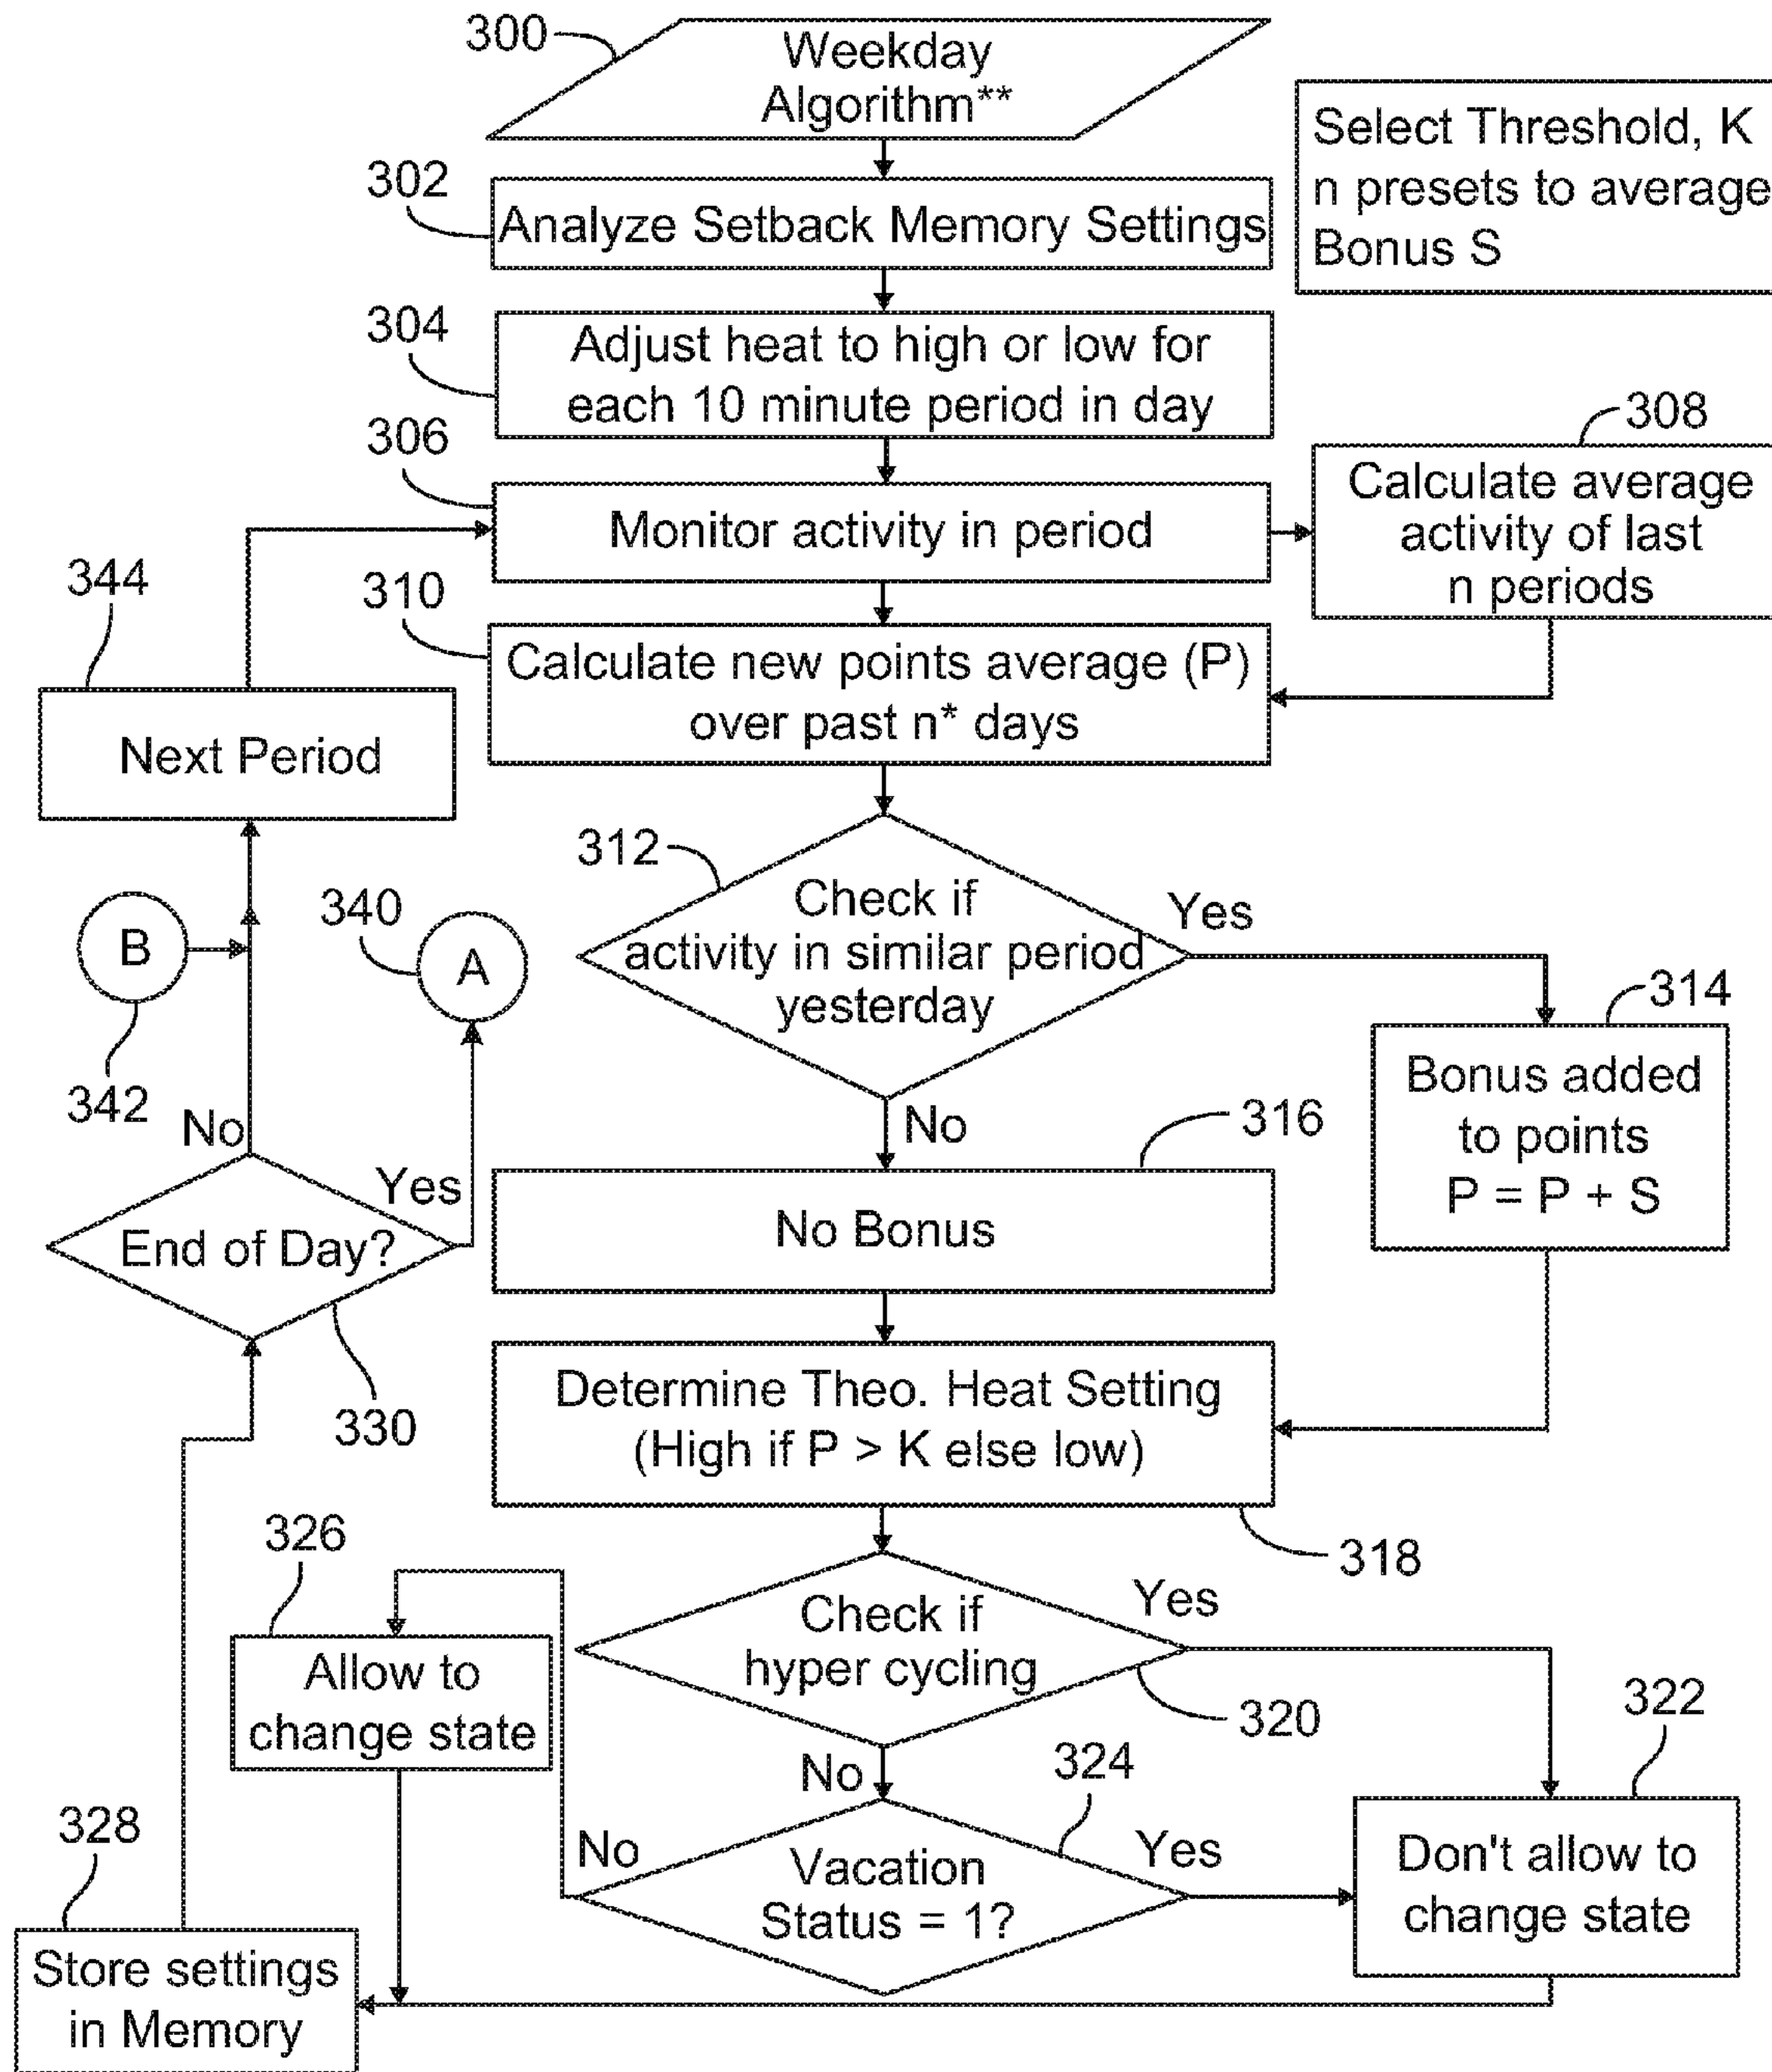 300
Weekday
Algorithm**
Select Threshold, K
n presets to average
Bonus S
302
Analyze Setback Memory Settings
304
Adjust heat to high or low for
each 10 minute period in day
306
Monitor activity in period
308
Calculate average
activity of last
n periods
344
Next Period
310
Calculate new points average (P)
over past n* days
312
Check if
activity in similar period
yesterday
Yes
No
B
342
340
A
314
Bonus added
to points
P = P + S
316
No Bonus
No
Yes
End of Day?
330
Determine Theo. Heat Setting
(High if P > K else low)
318
326
Allow to
change state
Check if
hyper cycling
Yes
320
No
322
Don't allow to
change state
324
Vacation
Status = 1?
No
Yes
328
Store settings
in Memory